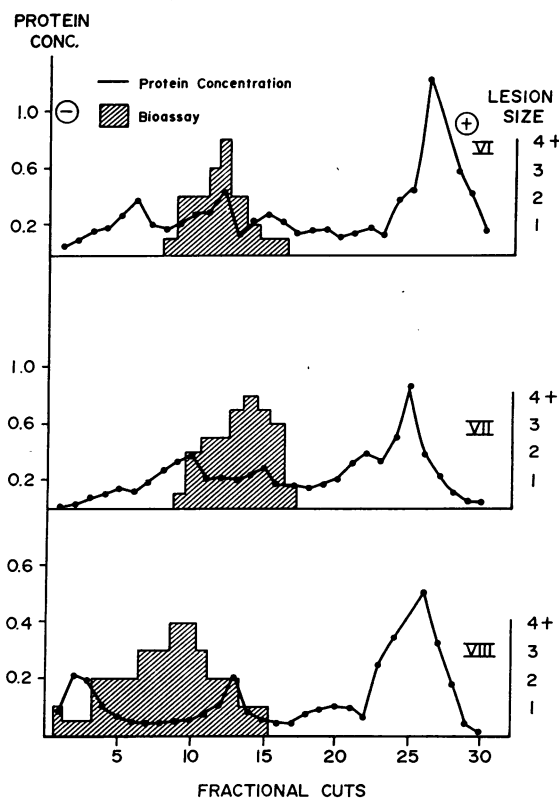 PROTEIN
CONC.
Protein Concentration
Bioassay
LESION
SIZE
1.0
0.6
0.2
−
+
VI
4+
3
2
1
1.0
0.6
0.2
VII
4+
3
2
1
0.6
0.4
0.2
VIII
4+
3
2
1
5 10 15 20 25 30
FRACTIONAL CUTS